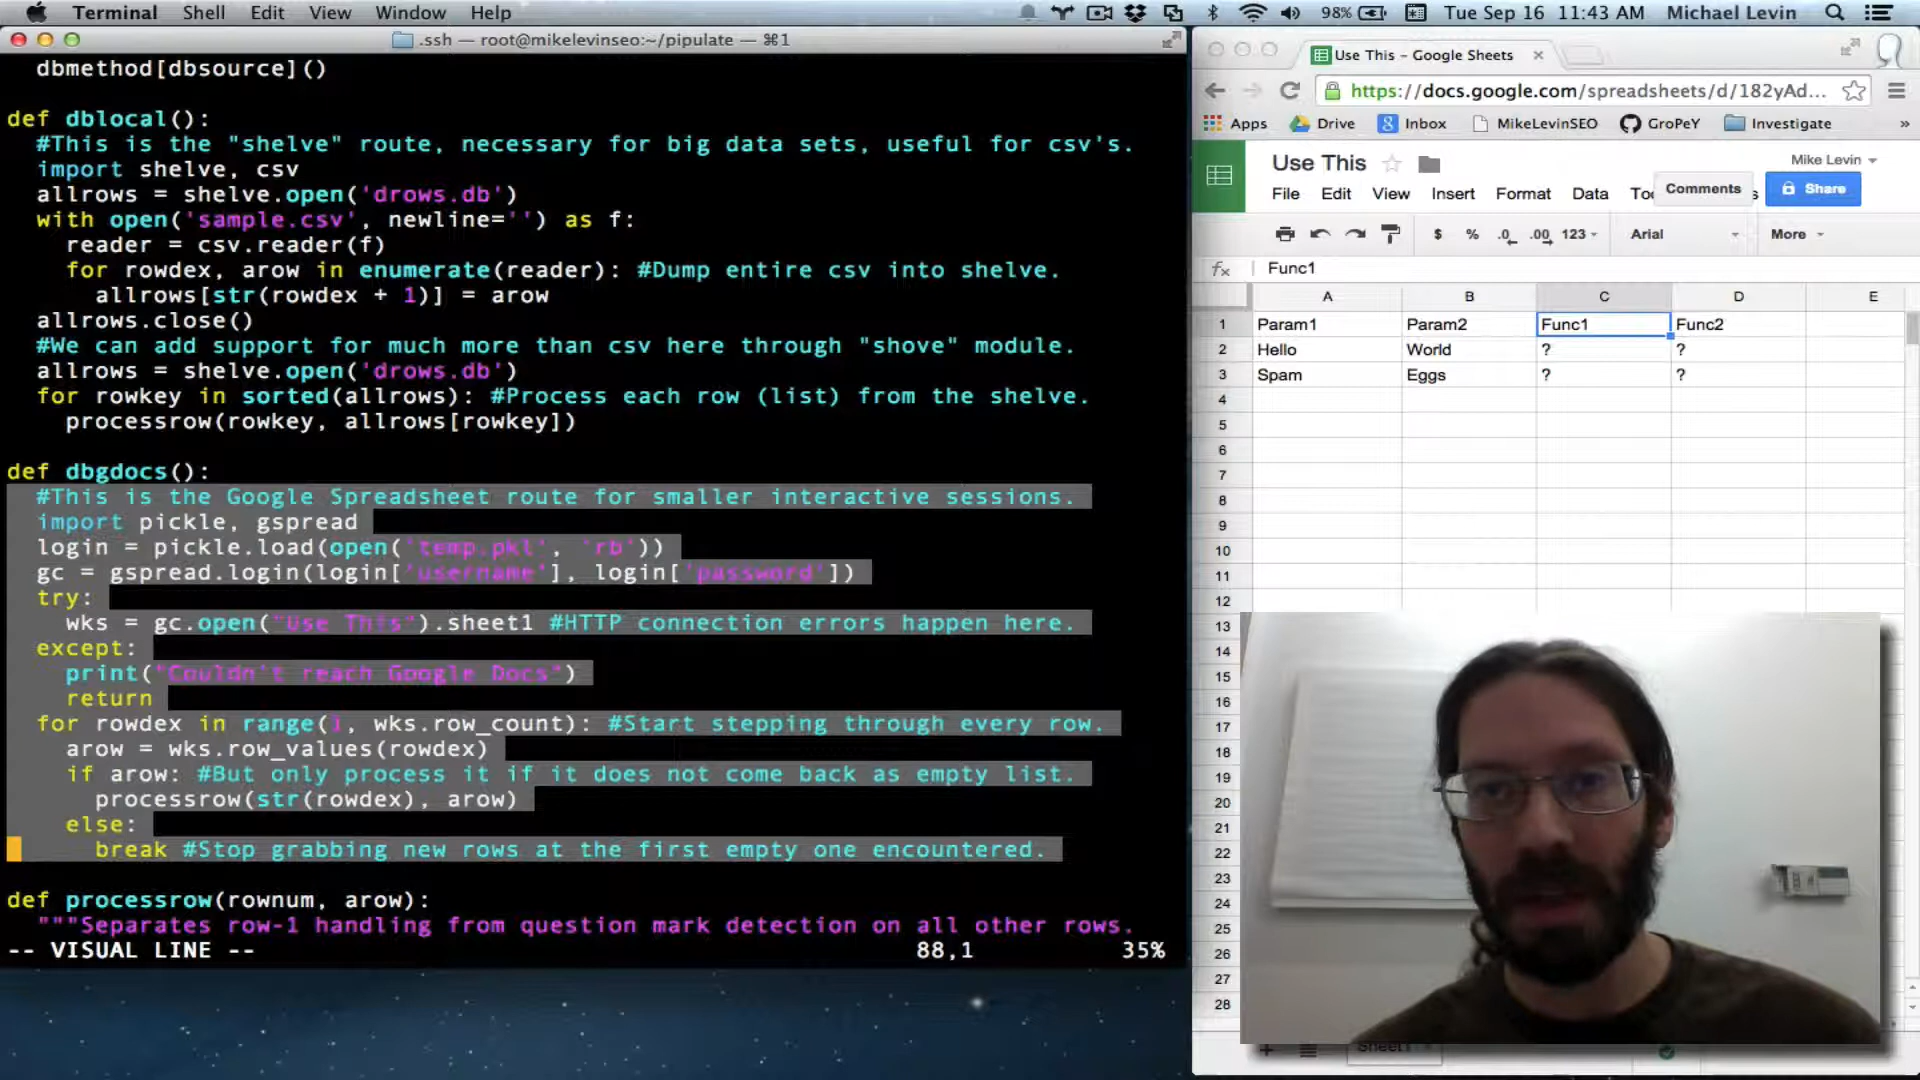 Terminal Shell Edit View Window Help 98% Tue Sep 16 11:43 AM Michael Levin
.ssh — root@mikelevinseo:~/pipulate — ⌘1
dbmethod[dbsource]()
def dblocal():
#This is the "shelve" route, necessary for big data sets, useful for csv's.
import shelve, csv
allrows = shelve.open('drows.db')
with open('sample.csv', newline='') as f:
reader = csv.reader(f)
for rowdex, arow in enumerate(reader): #Dump entire csv into shelve.
allrows[str(rowdex + 1)] = arow
allrows.close()
#We can add support for much more than csv here through "shove" module.
allrows = shelve.open('drows.db')
for rowkey in sorted(allrows): #Process each row (list) from the shelve.
processrow(rowkey, allrows[rowkey])
def dbgdocs():
#This is the Google Spreadsheet route for smaller interactive sessions.
import pickle, gspread
login = pickle.load(open('temp.pkl', 'rb'))
gc = gspread.login(login['username'], login['password'])
try:
wks = gc.open("Use This").sheet1 #HTTP connection errors happen here.
except:
print("Couldn't reach Google Docs")
return
for rowdex in range(1, wks.row_count): #Start stepping through every row.
arow = wks.row_values(rowdex)
if arow: #But only process it if it does not come back as empty list.
processrow(str(rowdex), arow)
else:
break #Stop grabbing new rows at the first empty one encountered.
def processrow(rownum, arow):
"""Separates row-1 handling from question mark detection on all other rows.
-- VISUAL LINE -- 88,1 35%
Use This - Google Sheets ×
https://docs.google.com/spreadsheets/d/182yAd...
Apps Drive 8 Inbox MikeLevinSEO GroPeY Investigate »
Use This Mike Levin
File Edit View Insert Format Data Comments Share
$ % .0 .00 123 Arial More
fx Func1
A B C D E
1 Param1 Param2 Func1 Func2
2 Hello World ? ?
3 Spam Eggs ? ?
4
5
6
7
8
9
10
11
12
13
14
15
16
17
18
19
20
21
22
23
24
25
26
27
28
Sheet1